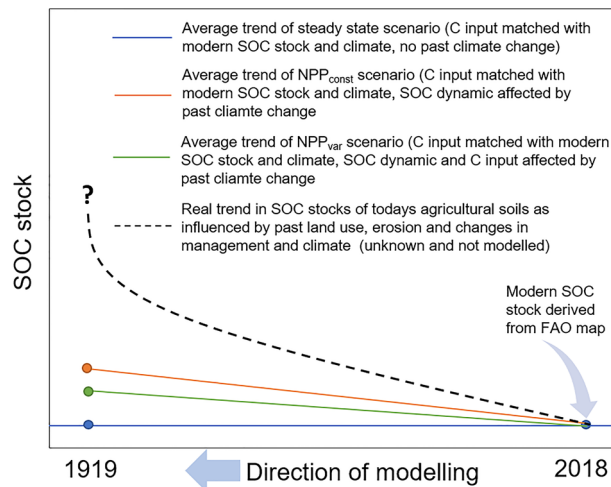 Average trend of steady state scenario (C input matched with
modern SOC stock and climate, no past climate change)
Average trend of NPPconst scenario (C input matched with
modern SOC stock and climate, SOC dynamic affected by
past cliamte change
Average trend of NPPvar scenario (C input matched with modern
SOC stock and climate, SOC dynamic and C input affected by
past cliamte change)
Real trend in SOC stocks of todays agricultural soils as
influenced by past land use, erosion and changes in
management and climate (unknown and not modelled)
?
SOC stock
Modern SOC
stock derived
from FAO map
1919
Direction of modelling
2018